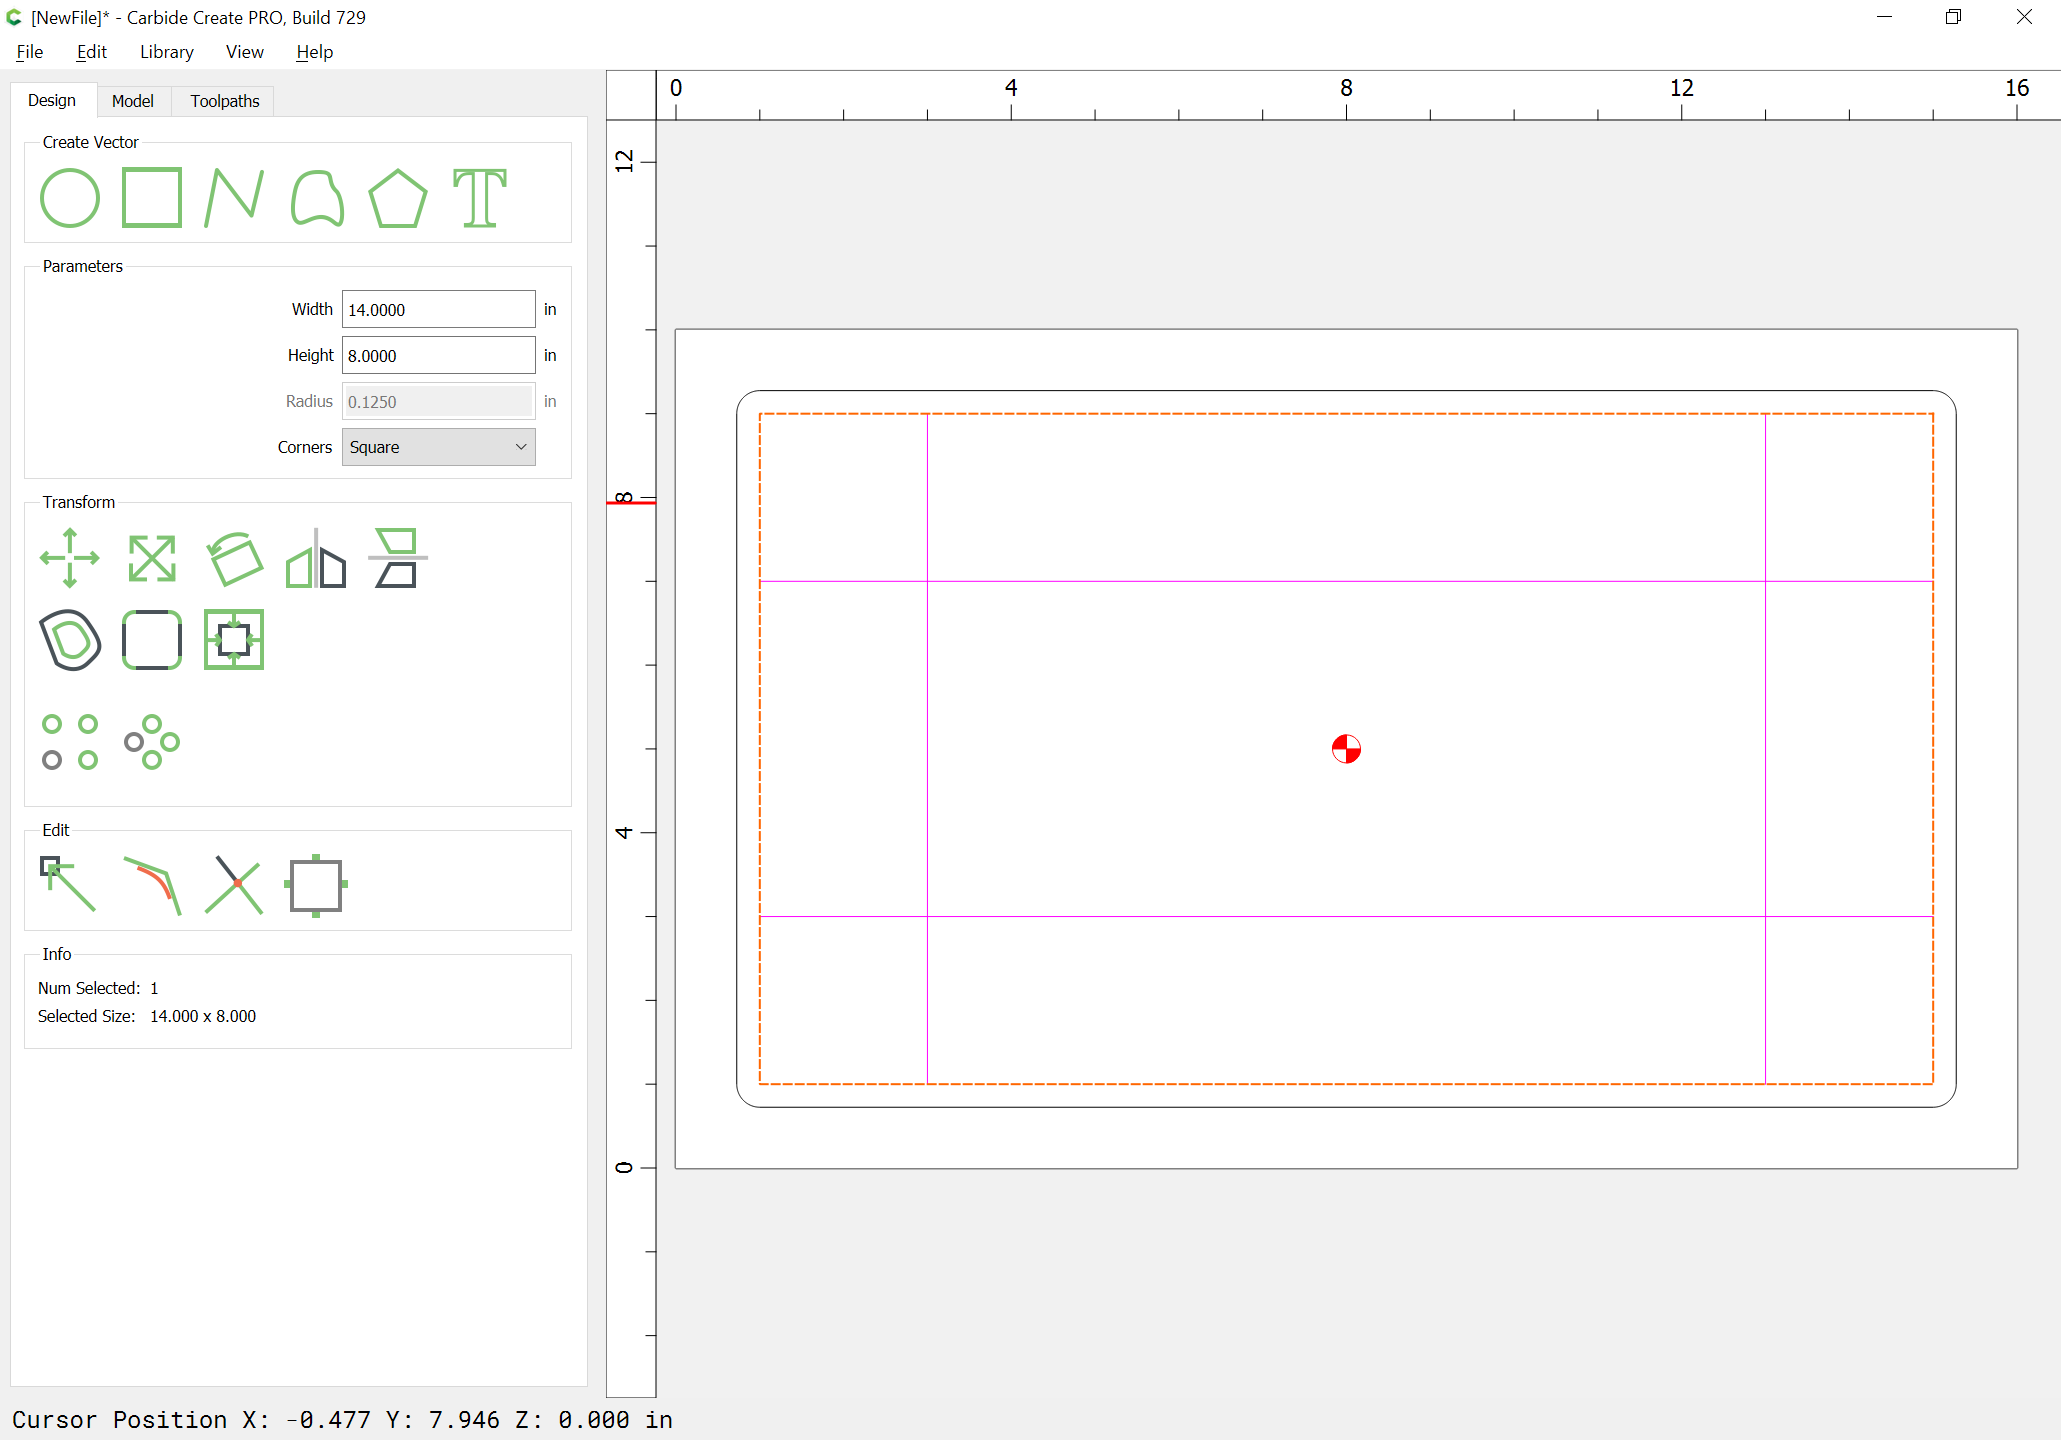 [NewFile]* - Carbide Create PRO, Build 729
File Edit Library View Help
Design Model Toolpaths
Create Vector
T
Parameters
Width 14.0000 in
Height 8.0000 in
Radius 0.1250 in
Corners Square
Transform
Edit
Info
Num Selected: 1
Selected Size: 14.000 x 8.000
0 4 8 12 16
12
8
4
0
Cursor Position X: -0.477 Y: 7.946 Z: 0.000 in